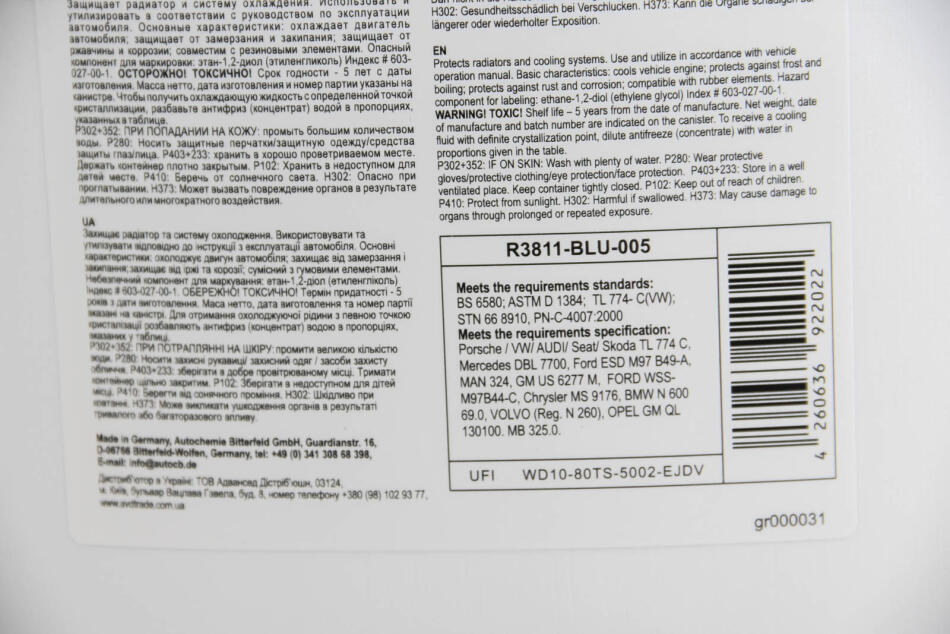 Защищает радиатор и систему охлаждения. Использовать и
утилизировать в соответствии с руководством по эксплуатации
автомобиля. Основные характеристики: охлаждает двигатель
автомобиля; защищает от замерзания и закипания; защищает от
ржавчины и коррозии; совместим с резиновыми элементами. Опасный
компонент для маркировки: этан-1,2-диол (этиленгликоль) Индекс # 603-
027-00-1. ОСТОРОЖНО! ТОКСИЧНО! Срок годности - 5 лет с даты
изготовления. Масса нетто, дата изготовления и номер партии указаны на
канистре. Чтобы получить охлаждающую жидкость с определенной точкой
кристаллизации, разбавьте антифриз (концентрат) водой в пропорциях,
указанных в таблице.
P302+352: ПРИ ПОПАДАНИИ НА КОЖУ: промыть большим количеством
воды. P280: Носить защитные перчатки/защитную одежду/средства
защиты глаз/лица. P403+233: хранить в хорошо проветриваемом месте.
Держать контейнер плотно закрытым. P102: Хранить в недоступном для
детей месте. P410: Беречь от солнечного света. H302: Опасно при
проглатывании. H373: Может вызвать повреждение органов в результате
длительного или многократного воздействия.
UA
Захищає радіатор та систему охолодження. Використовувати та
утилізувати відповідно до інструкції з експлуатації автомобіля. Основні
характеристики: охолоджує двигун автомобіля; захищає від замерзання і
закипання; захищає від іржі та корозії; сумісний з гумовими елементами.
Небезпечний компонент для маркування: етан-1,2-діол (етиленгліколь)
Індекс # 603-027-00-1. ОБЕРЕЖНО! ТОКСИЧНО! Термін придатності - 5
років з дати виготовлення. Маса нетто, дата виготовлення та номер партії
вказані на каністрі. Для отримання охолоджуючої рідини з певною точкою
кристалізації розбавляють антифриз (концентрат) водою в пропорціях,
вказаних у таблиці.
P302+352: ПРИ ПОТРАПЛЯННІ НА ШКІРУ: промити великою кількістю
води. P280: Носити захисні рукавиці/ захисний одяг / засоби захисту
обличчя. P403+233: зберігати в добре провітрюваному місці. Тримати
контейнер щільно закритим. P102: Зберігати в недоступном для дітей
місці. P410: Берегти від сонячного проміння. H302: Шкідливо при
ковтанні. H373: Може викликати ушкодження органів в результаті
тривалого або багаторазового впливу.
Made in Germany, Autochemie Bitterfeld GmbH, Guardianstr. 16,
D-06766 Bitterfeld-Wolfen, Germany, tel: +49 (0) 341 308 68 398,
E-mail: info@autocb.de
Дистриб'ютор в Україні: ТОВ Адвансед Дістріб'юшн, 03124,
м. Київ, бульвар Вацлава Гавела, буд. 8, номер телефону +380 (98) 102 93 77,
www.avdtrade.com.ua
H302: Gesundheitsschädlich bei Verschlucken. H373: Kann die Organe schädigen bei
längerer oder wiederholter Exposition.
EN
Protects radiators and cooling systems. Use and utilize in accordance with vehicle
operation manual. Basic characteristics: cools vehicle engine; protects against frost and
boiling; protects against rust and corrosion; compatible with rubber elements. Hazard
component for labeling: ethane-1,2-diol (ethylene glycol) Index # 603-027-00-1.
WARNING! TOXIC! Shelf life – 5 years from the date of manufacture. Net weight, date
of manufacture and batch number are indicated on the canister. To receive a cooling
fluid with definite crystallization point, dilute antifreeze (concentrate) with water in
proportions given in the table.
P302+352: IF ON SKIN: Wash with plenty of water. P280: Wear protective
gloves/protective clothing/eye protection/face protection. P403+233: Store in a well
ventilated place. Keep container tightly closed. P102: Keep out of reach of children.
P410: Protect from sunlight. H302: Harmful if swallowed. H373: May cause damage to
organs through prolonged or repeated exposure.
R3811-BLU-005
Meets the requirements standards:
BS 6580; ASTM D 1384; TL 774- C(VW);
STN 66 8910, PN-C-4007:2000
Meets the requirements specification:
Porsche / VW/ AUDI/ Seat/ Skoda TL 774 C,
Mercedes DBL 7700, Ford ESD M97 B49-A,
MAN 324, GM US 6277 M, FORD WSS-
M97B44-C, Chrysler MS 9176, BMW N 600
69.0, VOLVO (Reg. N 260), OPEL GM QL
130100. MB 325.0.
UFI WD10-80TS-5002-EJDV
4 260636 922022
gr000031